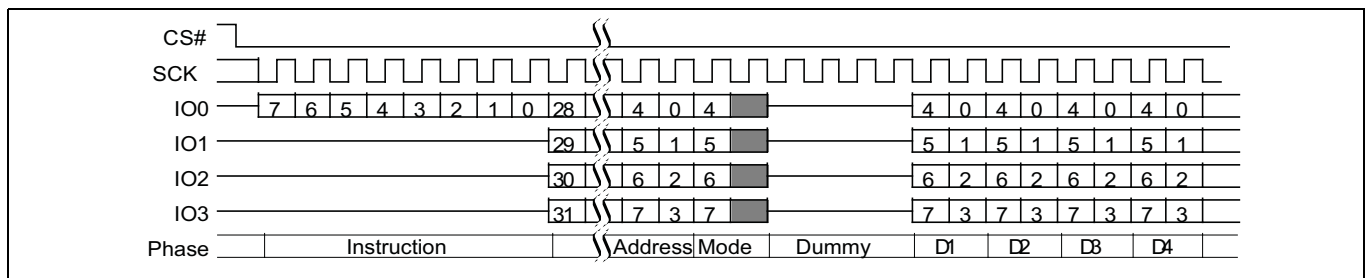 CS#
SCK
IO0 7 6 5 4 3 2 1 0 28 4 0 4 4 0 4 0 4 0 4 0
IO1 29 5 1 5 5 1 5 1 5 1 5 1
IO2 30 6 2 6 6 2 6 2 6 2 6 2
IO3 31 7 3 7 7 3 7 3 7 3 7 3
Phase Instruction Address Mode Dummy D1 D2 D3 D4